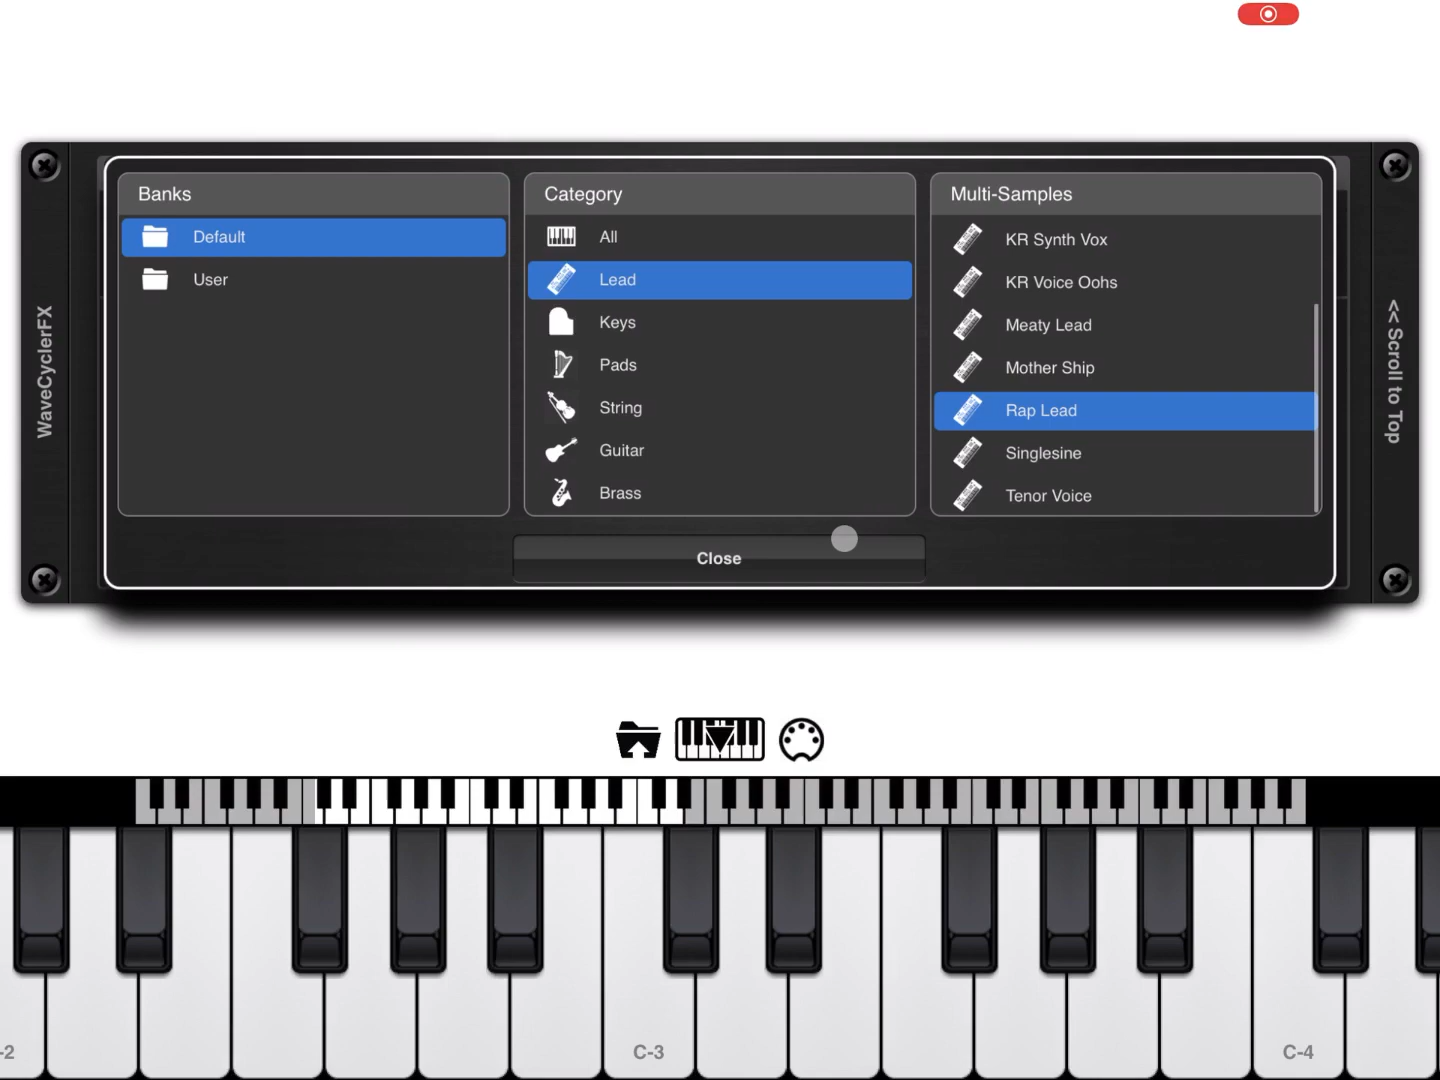 WaveCyclerFX
Banks
Default
User
Category
All
Lead
Keys
Pads
String
Guitar
Brass
Multi-Samples
KR Synth Vox
KR Voice Oohs
Meaty Lead
Mother Ship
Rap Lead
Singlesine
Tenor Voice
<< Scroll to Top
Close
-2
C-3
C-4